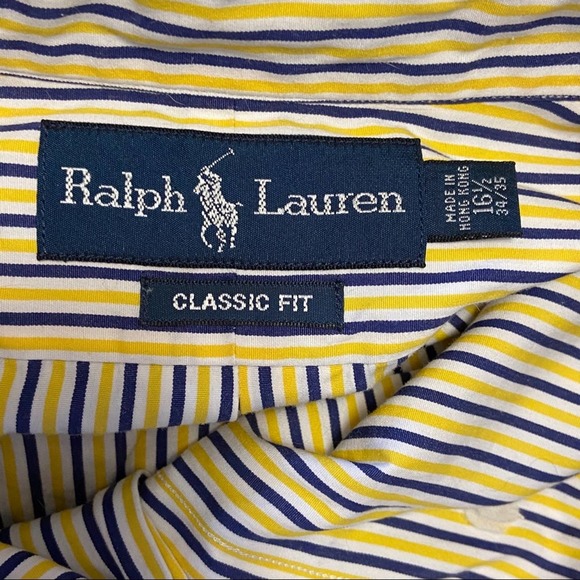 Ralph Lauren
MADE IN
HONG KONG
16½
34/35
CLASSIC FIT